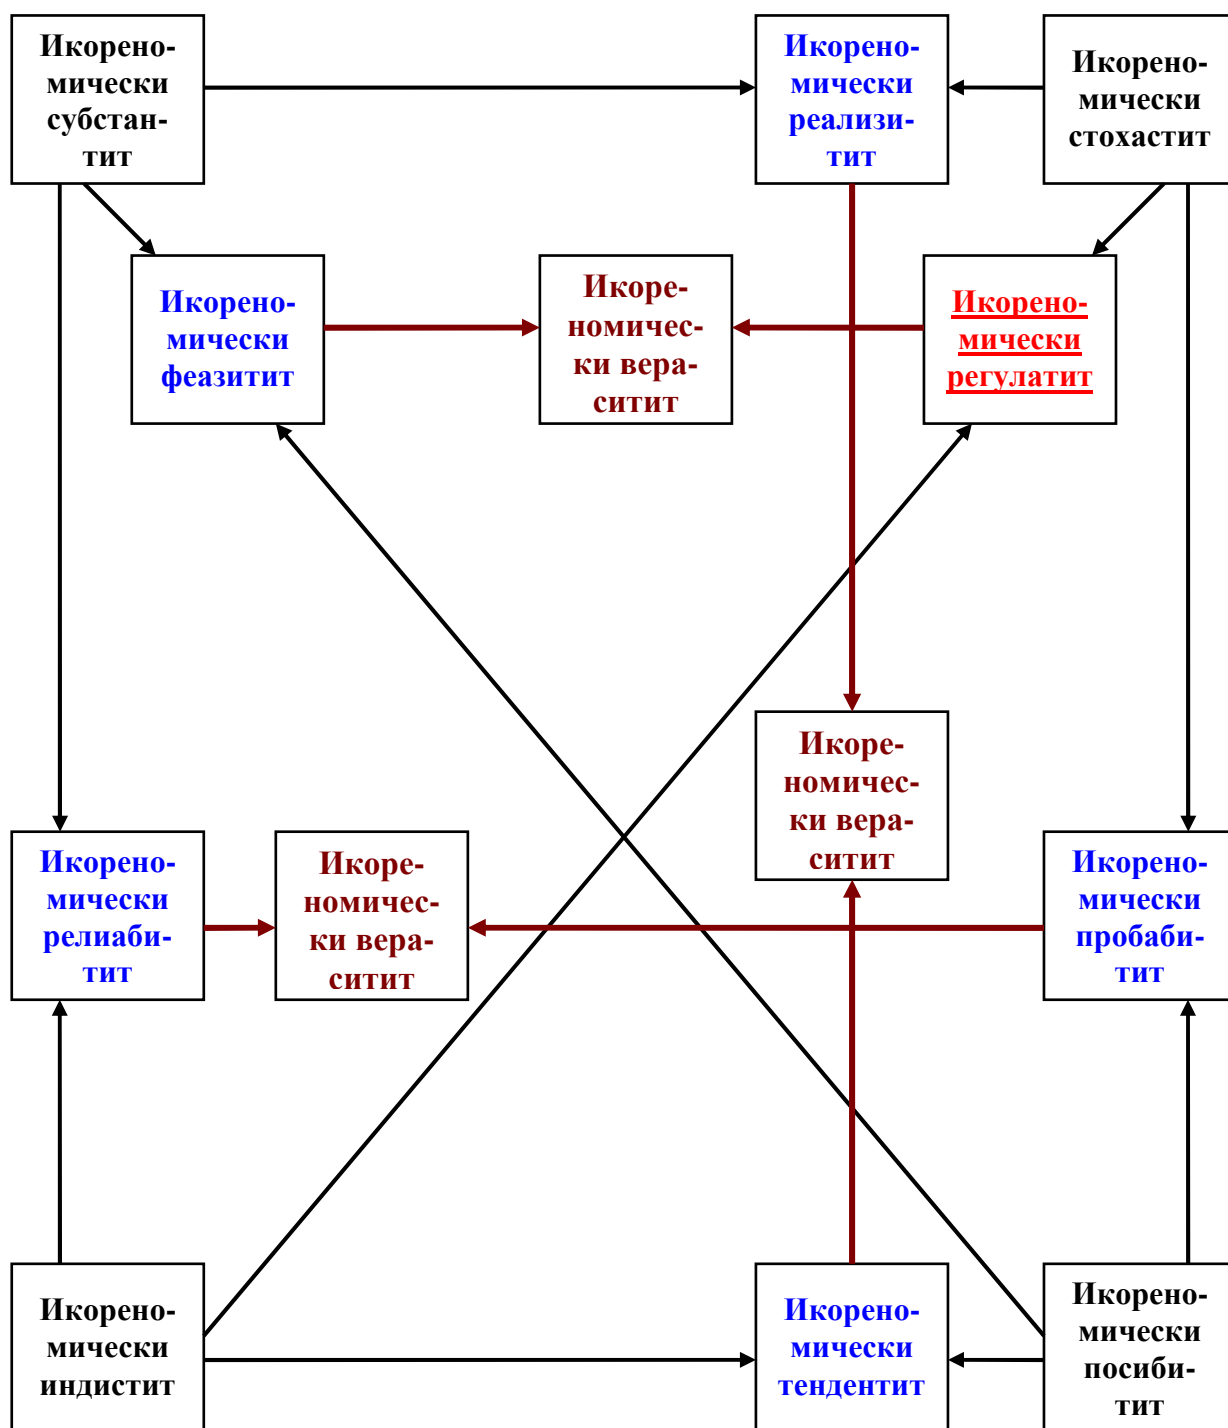 Икорено-
мически
субстан-
тит
Икорено-
мически
реализи-
тит
Икорено-
мически
стохастит
Икорено-
мически
феазитит
Икоре-
номичес-
ки вера-
ситит
Икорено-
мически
регулатит
Икоре-
номичес-
ки вера-
ситит
Икорено-
мически
релиаби-
тит
Икоре-
номичес-
ки вера-
ситит
Икорено-
мически
пробаби-
тит
Икорено-
мически
индистит
Икорено-
мически
тендентит
Икорено-
мически
посиби-
тит